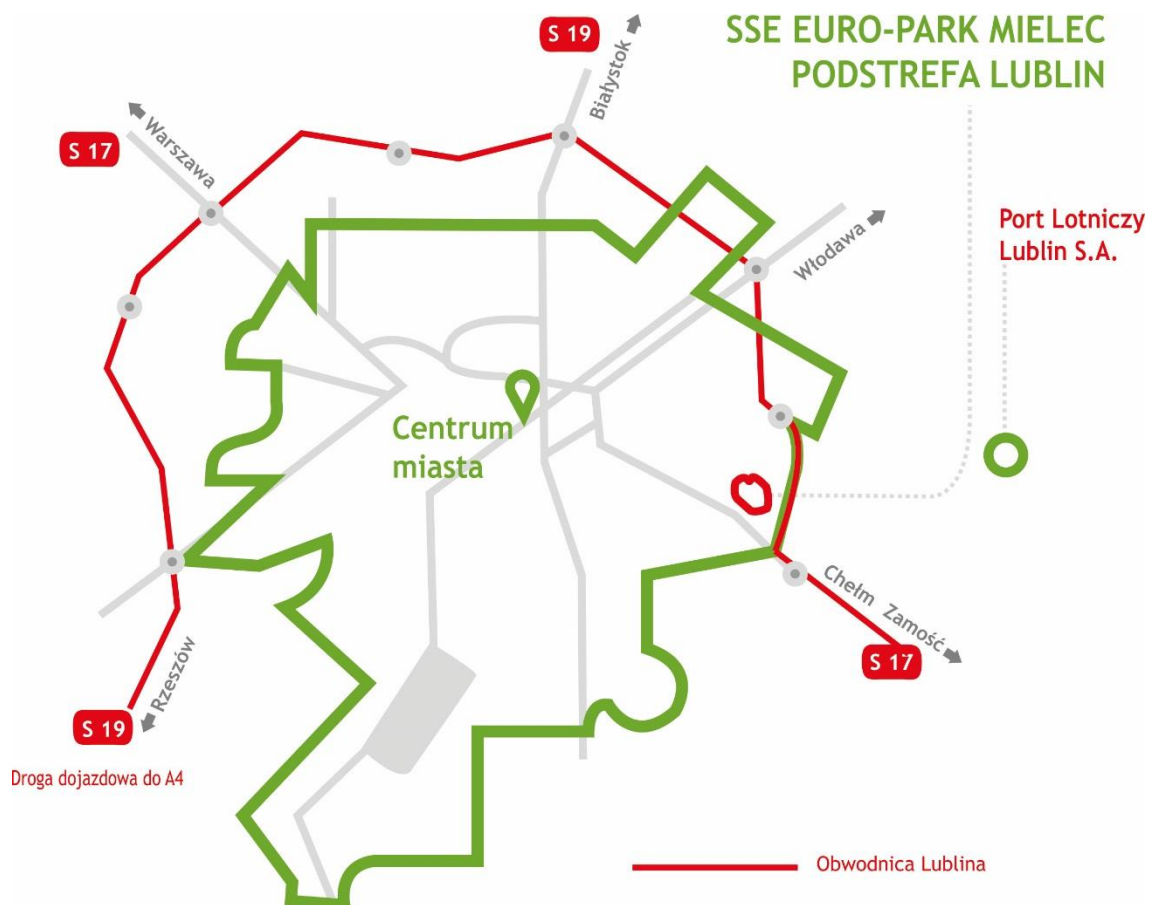 SSE EURO-PARK MIELEC
PODSTREFA LUBLIN
S 19
Białystok
S 17
Warszawa
Port Lotniczy
Lublin S.A.
Włodawa
Centrum
miasta
Chełm Zamość
S 17
Rzeszów
S 19
Droga dojazdowa do A4
Obwodnica Lublina